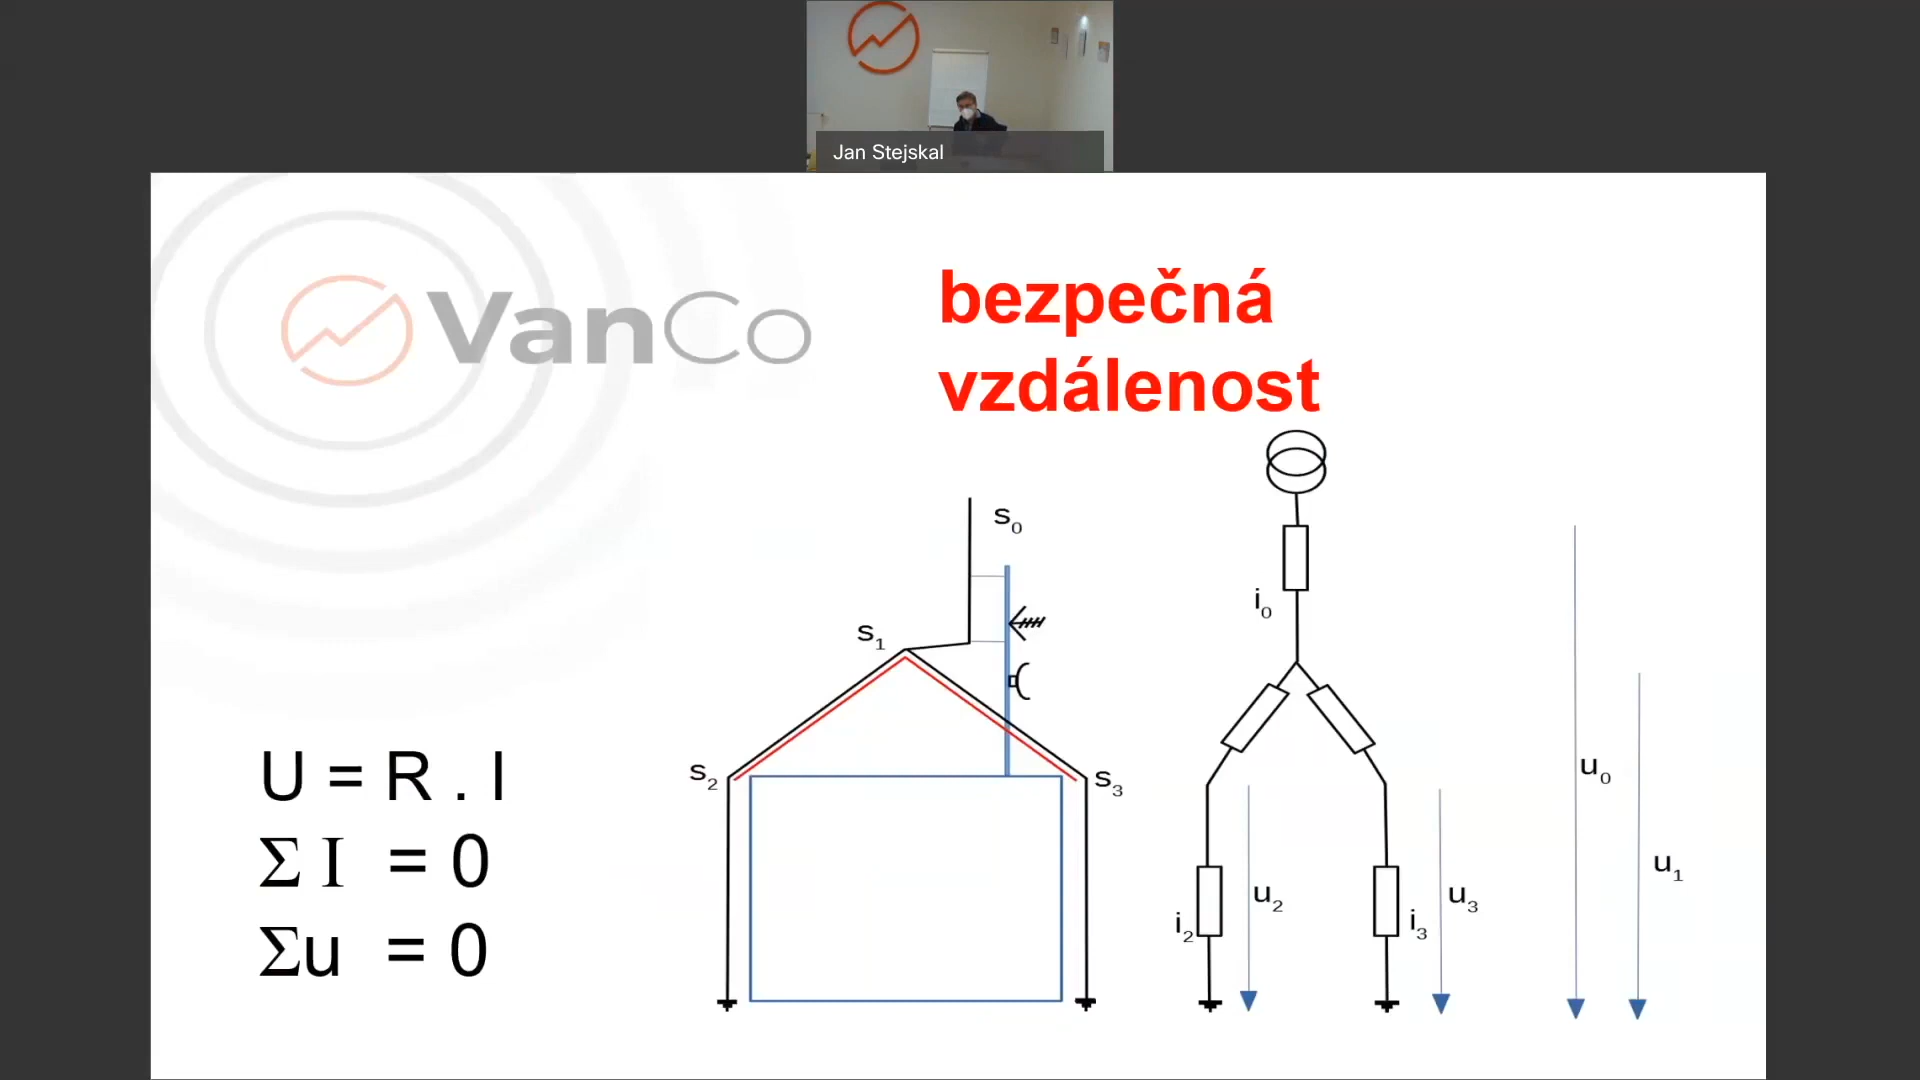 Jan Stejskal
VanCo
bezpečná
vzdálenost
s0
s1
i0
U = R . I
s2
s3
u0
Σ I = 0
u1
i2
u2
i3
u3
Σu = 0